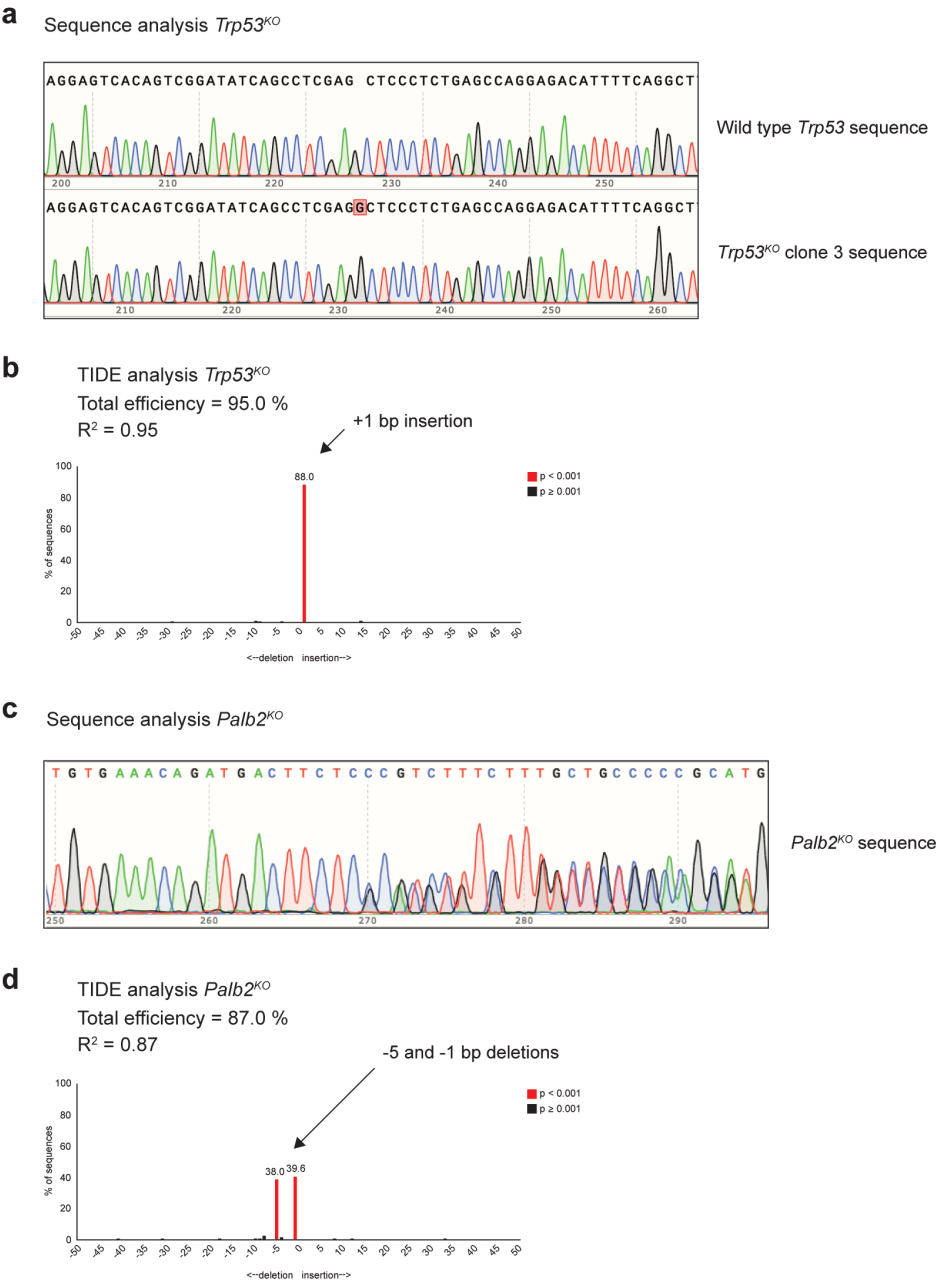 a
Sequence analysis Trp53KO
AGGAGTCACAGTCGGATATCAGCCTCGAG CTCCCTCTGAGCCAGGAGACATTTTCAGGCT
200 210 220 230 240 250
Wild type Trp53 sequence
AGGAGTCACAGTCGGATATCAGCCTCGAGGCTCCCTCTGAGCCAGGAGACATTTTCAGGCT
210 220 230 240 250 260
Trp53KO clone 3 sequence
b
TIDE analysis Trp53KO
Total efficiency = 95.0 %
R2 = 0.95
+1 bp insertion
88.0
p < 0.001
p ≥ 0.001
% of sequences
100
80
60
40
20
0
-50 -45 -40 -35 -30 -25 -20 -15 -10 -5 0 5 10 15 20 25 30 35 40 45 50
<--deletion insertion-->
c
Sequence analysis Palb2KO
TGTGAAACAGATGACTTCTCCCGTCTTTCTTTGCTGCCCCCGCATG
250 260 270 280 290
Palb2KO sequence
d
TIDE analysis Palb2KO
Total efficiency = 87.0 %
R2 = 0.87
-5 and -1 bp deletions
38.0 39.6
p < 0.001
p ≥ 0.001
% of sequences
100
80
60
40
20
0
-50 -45 -40 -35 -30 -25 -20 -15 -10 -5 0 5 10 15 20 25 30 35 40 45 50
<--deletion insertion-->